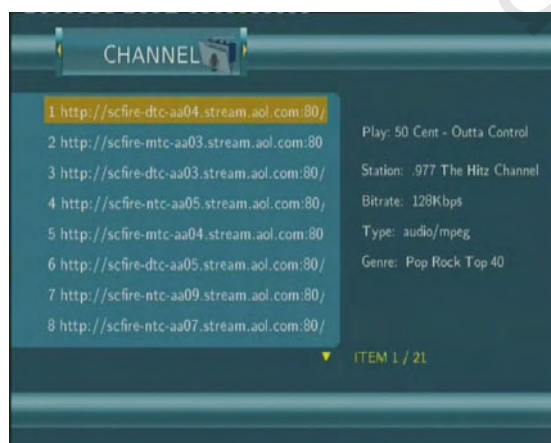 CHANNEL
1 http://scfire-dtc-aa04.stream.aol.com:80/
2 http://scfire-mtc-aa03.stream.aol.com:80
3 http://scfire-dtc-aa03.stream.aol.com:80/
4 http://scfire-ntc-aa05.stream.aol.com:80/
5 http://scfire-mtc-aa04.stream.aol.com:80
6 http://scfire-dtc-aa05.stream.aol.com:80/
7 http://scfire-ntc-aa09.stream.aol.com:80/
8 http://scfire-ntc-aa07.stream.aol.com:80/
Play: 50 Cent - Outta Control
Station: .977 The Hitz Channel
Bitrate: 128Kbps
Type: audio/mpeg
Genre: Pop Rock Top 40
ITEM 1 / 21